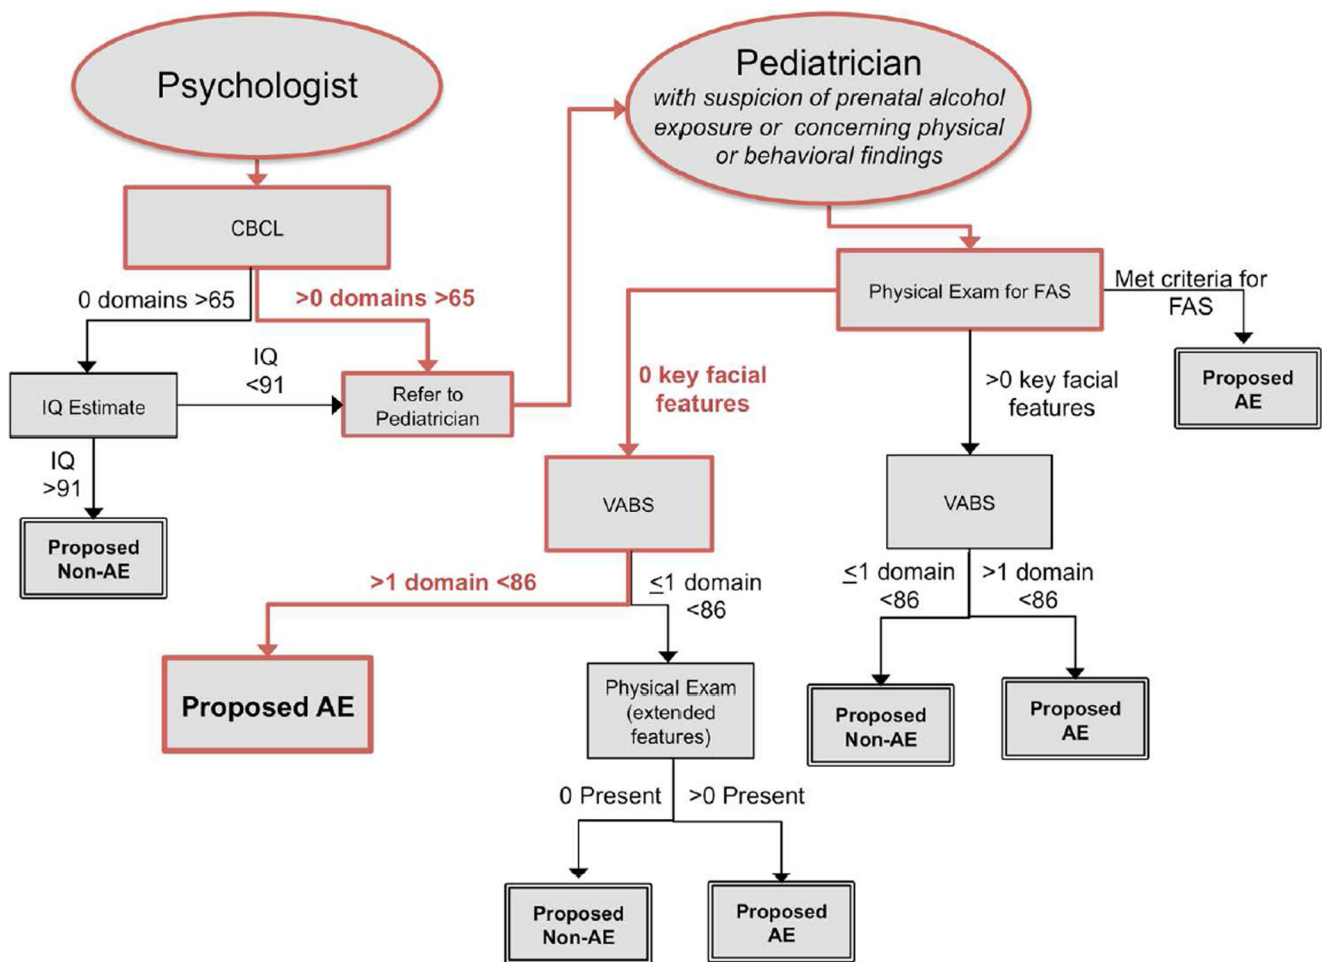 Psychologist
Pediatrician
with suspicion of prenatal alcohol
exposure or concerning physical
or behavioral findings
CBCL
0 domains >65
>0 domains >65
IQ Estimate
IQ
<91
Refer to
Pediatrician
IQ
>91
Proposed
Non-AE
Physical Exam for FAS
Met criteria for
FAS
Proposed
AE
0 key facial
features
>0 key facial
features
VABS
VABS
>1 domain <86
≤1 domain
<86
≤1 domain
<86
>1 domain
<86
Proposed AE
Physical Exam
(extended
features)
Proposed
Non-AE
Proposed
AE
0 Present
>0 Present
Proposed
Non-AE
Proposed
AE